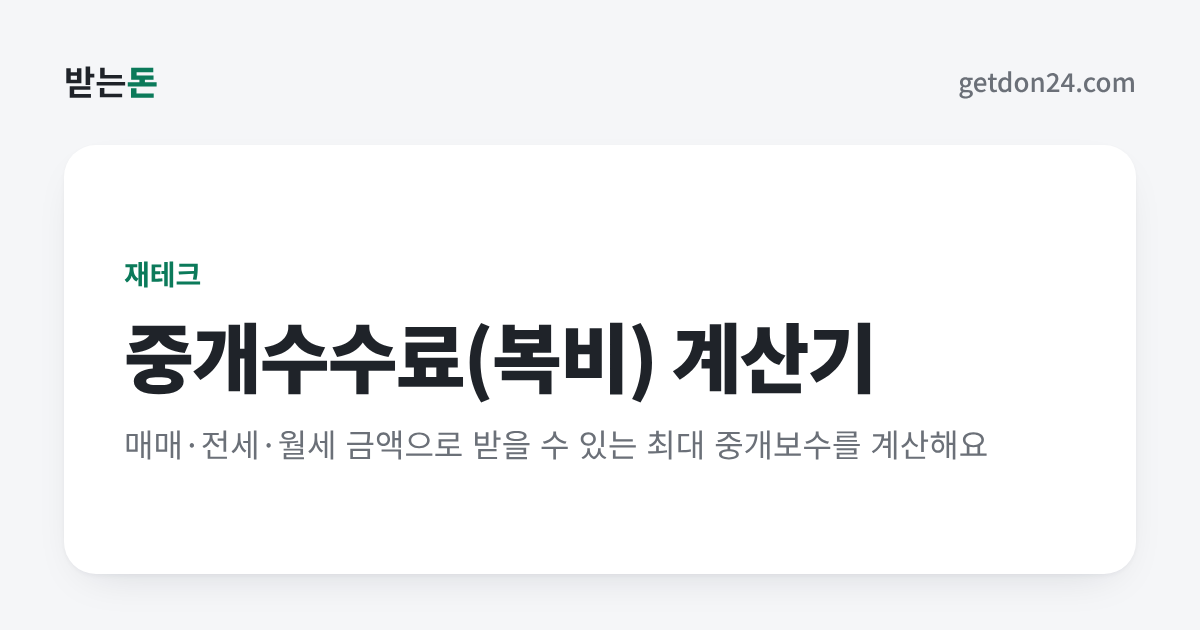 받는돈
getdon24.com
재테크
중개수수료(복비) 계산기
매매·전세·월세 금액으로 받을 수 있는 최대 중개보수를 계산해요